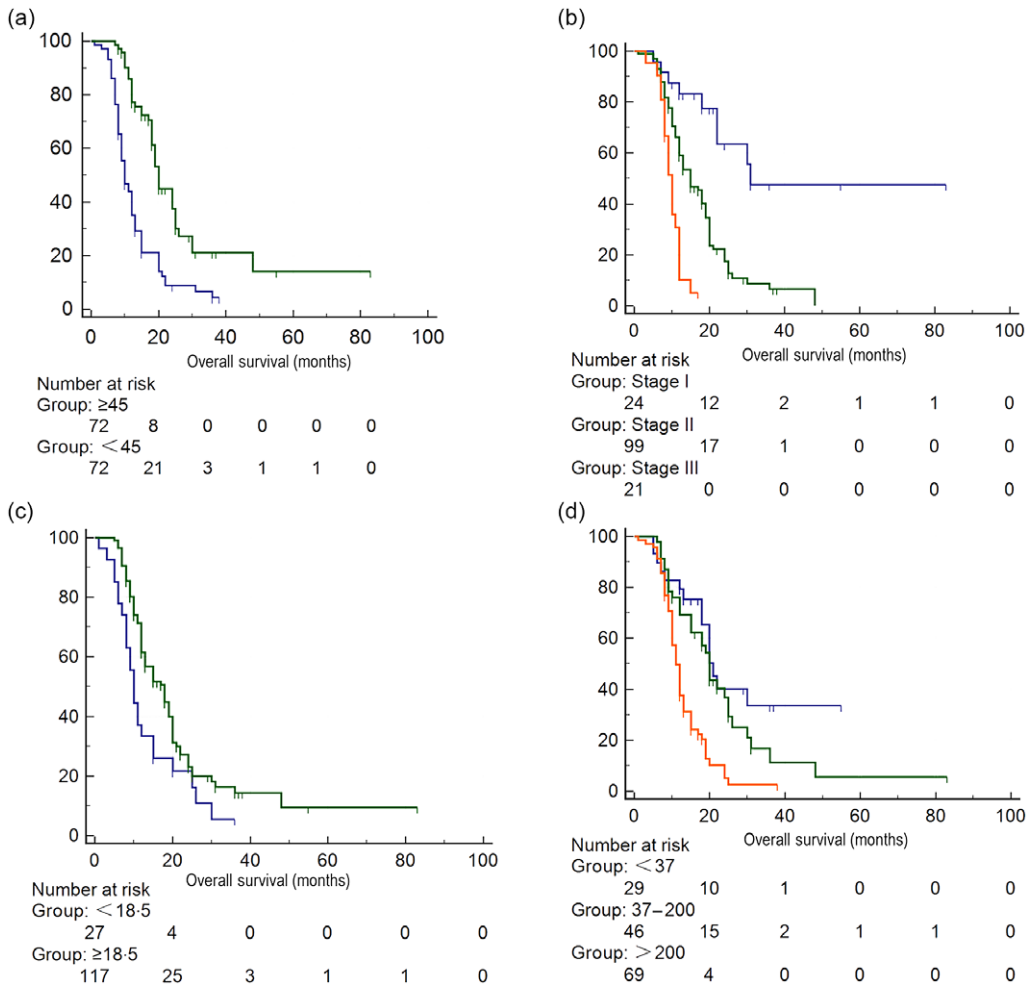 (a)
100
80
60
40
20
0
0 20 40 60 80 100
Overall survival (months)
Number at risk
Group: ≥45
72 8 0 0 0 0
Group: <45
72 21 3 1 1 0
(b)
100
80
60
40
20
0
0 20 40 60 80 100
Overall survival (months)
Number at risk
Group: Stage I
24 12 2 1 1 0
Group: Stage II
99 17 1 0 0 0
Group: Stage III
21 0 0 0 0 0
(c)
100
80
60
40
20
0
0 20 40 60 80 100
Overall survival (months)
Number at risk
Group: <18·5
27 4 0 0 0 0
Group: ≥18·5
117 25 3 1 1 0
(d)
100
80
60
40
20
0
0 20 40 60 80 100
Overall survival (months)
Number at risk
Group: <37
29 10 1 0 0 0
Group: 37–200
46 15 2 1 1 0
Group: >200
69 4 0 0 0 0